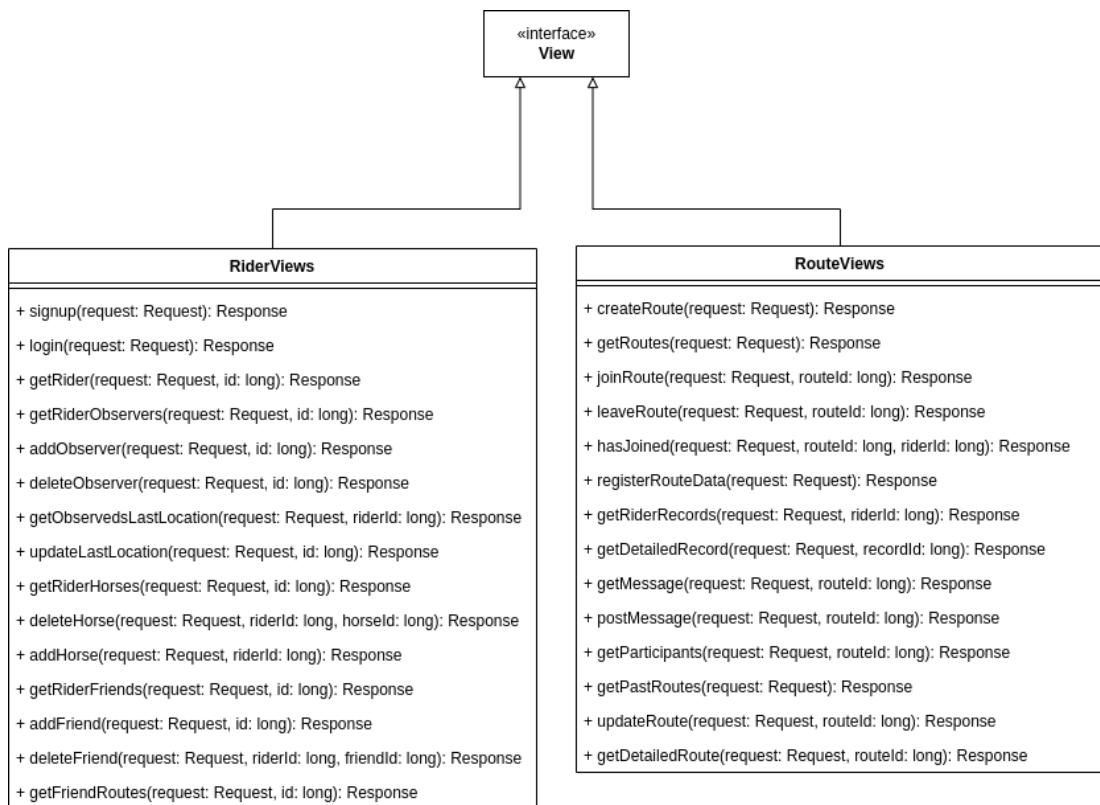 «interface»
View
RiderViews
+ signup(request: Request): Response
+ login(request: Request): Response
+ getRider(request: Request, id: long): Response
+ getRiderObservers(request: Request, id: long): Response
+ addObserver(request: Request, id: long): Response
+ deleteObserver(request: Request, id: long): Response
+ getObservedsLastLocation(request: Request, riderId: long): Response
+ updateLastLocation(request: Request, id: long): Response
+ getRiderHorses(request: Request, id: long): Response
+ deleteHorse(request: Request, riderId: long, horseId: long): Response
+ addHorse(request: Request, riderId: long): Response
+ getRiderFriends(request: Request, id: long): Response
+ addFriend(request: Request, id: long): Response
+ deleteFriend(request: Request, riderId: long, friendId: long): Response
+ getFriendRoutes(request: Request, id: long): Response
RouteViews
+ createRoute(request: Request): Response
+ getRoutes(request: Request): Response
+ joinRoute(request: Request, routeId: long): Response
+ leaveRoute(request: Request, routeId: long): Response
+ hasJoined(request: Request, routeId: long, riderId: long): Response
+ registerRouteData(request: Request): Response
+ getRiderRecords(request: Request, riderId: long): Response
+ getDetailedRecord(request: Request, recordId: long): Response
+ getMessage(request: Request, routeId: long): Response
+ postMessage(request: Request, routeId: long): Response
+ getParticipants(request: Request, routeId: long): Response
+ getPastRoutes(request: Request): Response
+ updateRoute(request: Request, routeId: long): Response
+ getDetailedRoute(request: Request, routeId: long): Response